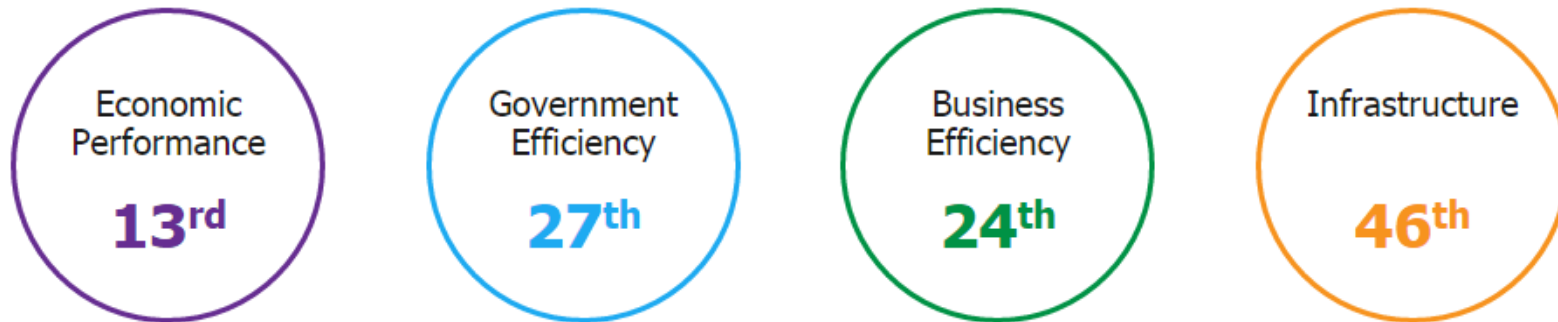 Economic
Performance
13rd
Government
Efficiency
27th
Business
Efficiency
24th
Infrastructure
46th